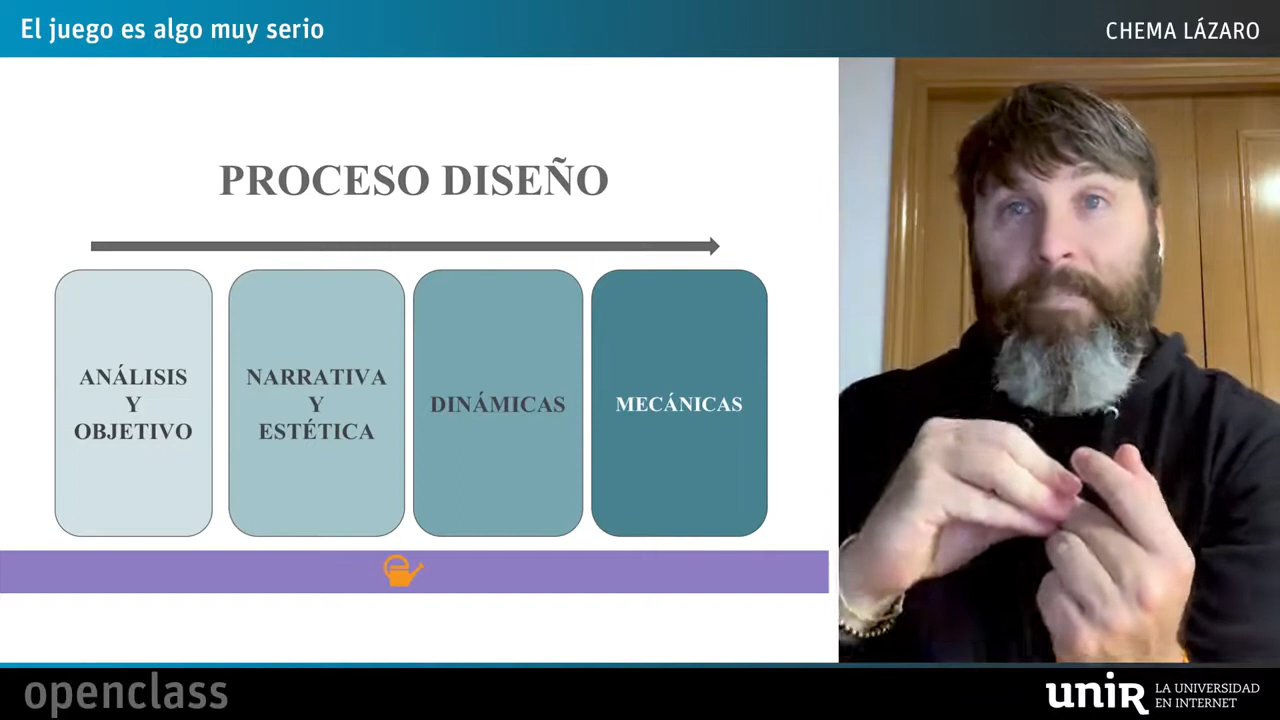 El juego es algo muy serio
CHEMA LÁZARO
PROCESO DISEÑO
ANÁLISIS
Y
OBJETIVO
NARRATIVA
Y
ESTÉTICA
DINÁMICAS
MECÁNICAS
openclass
unir
LA UNIVERSIDAD
EN INTERNET